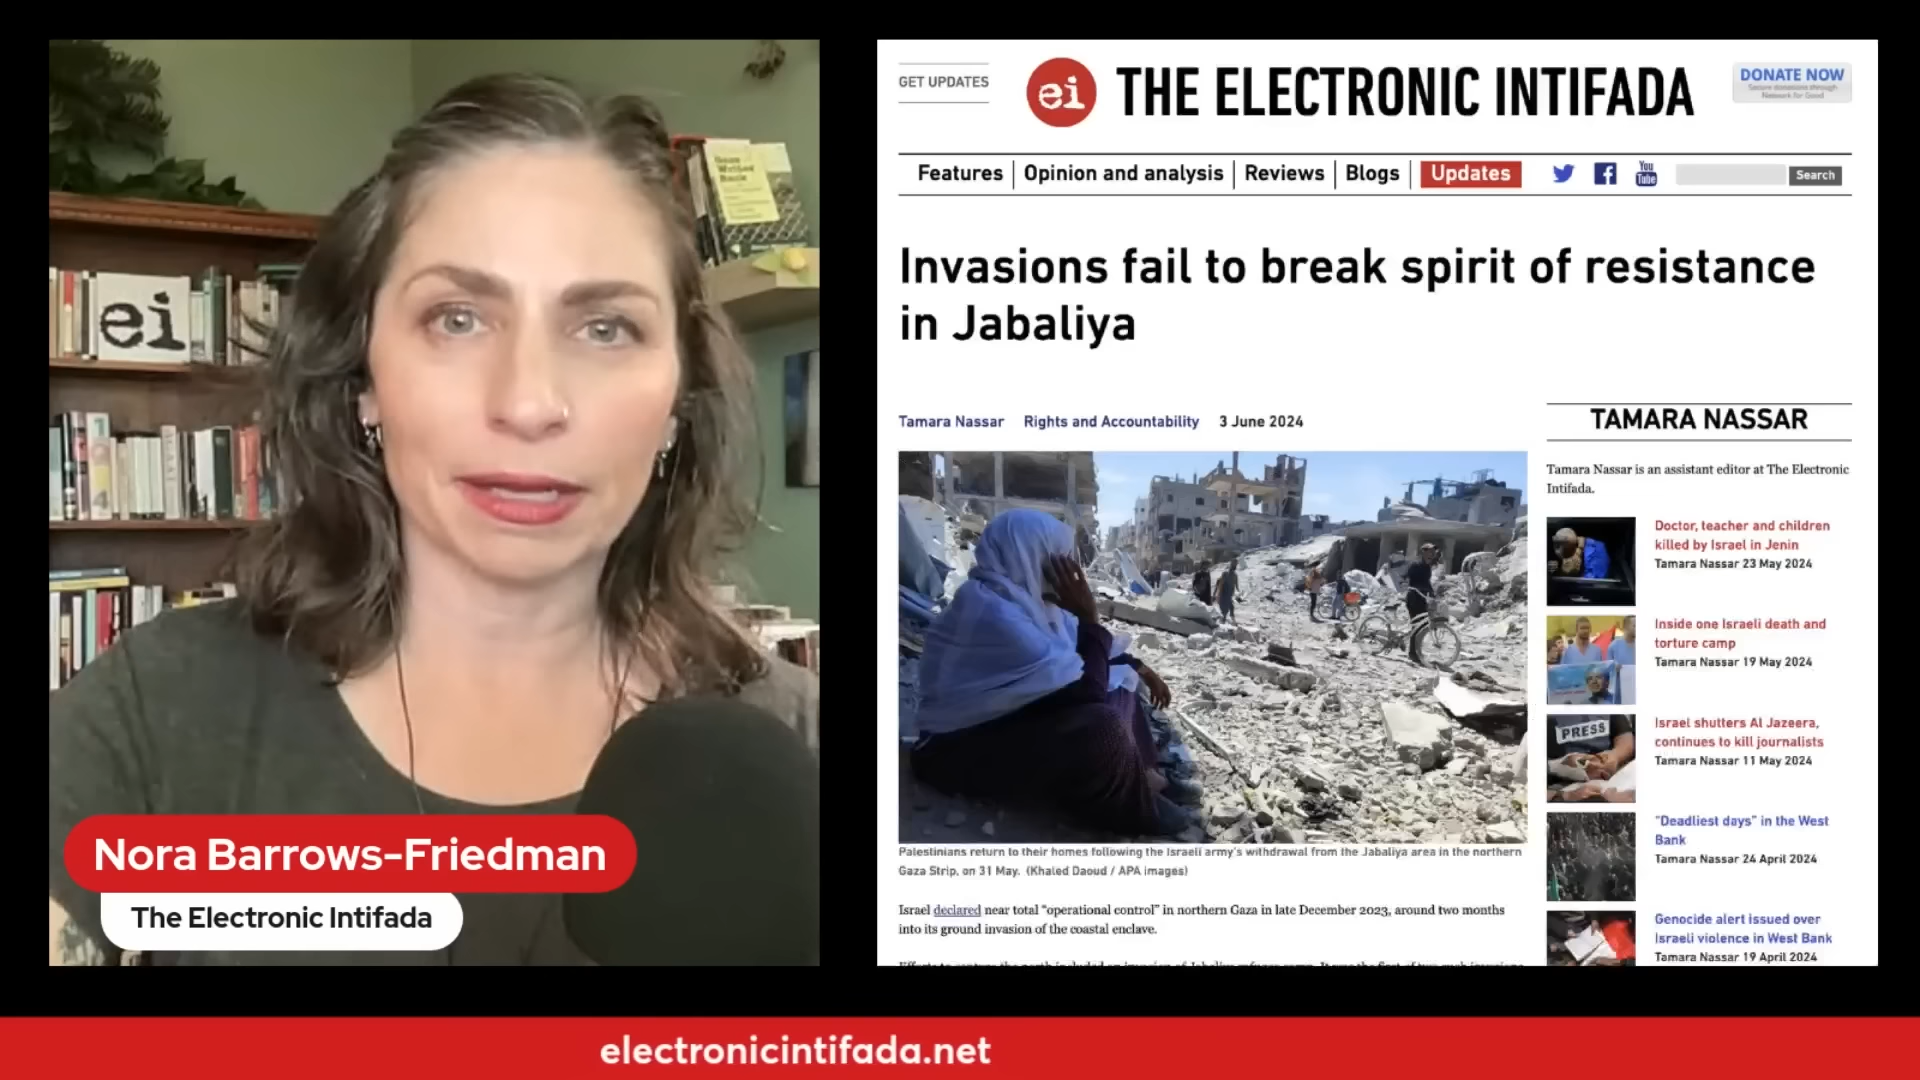 ei
Nora Barrows-Friedman
The Electronic Intifada
GET UPDATES
ei THE ELECTRONIC INTIFADA
DONATE NOW
Secure donations through
Network for Good
Features
Opinion and analysis
Reviews
Blogs
Updates
You
Tube
Search
Invasions fail to break spirit of resistance
in Jabaliya
Tamara Nassar Rights and Accountability 3 June 2024
Palestinians return to their homes following the Israeli army's withdrawal from the Jabaliya area in the northern
Gaza Strip, on 31 May. (Khaled Daoud / APA images)
Israel declared near total "operational control" in northern Gaza in late December 2023, around two months
into its ground invasion of the coastal enclave.
TAMARA NASSAR
Tamara Nassar is an assistant editor at The Electronic
Intifada.
Doctor, teacher and children
killed by Israel in Jenin
Tamara Nassar 23 May 2024
Inside one Israeli death and
torture camp
Tamara Nassar 19 May 2024
PRESS
Israel shutters Al Jazeera,
continues to kill journalists
Tamara Nassar 11 May 2024
"Deadliest days" in the West
Bank
Tamara Nassar 24 April 2024
Genocide alert issued over
Israeli violence in West Bank
Tamara Nassar 19 April 2024
electronicintifada.net